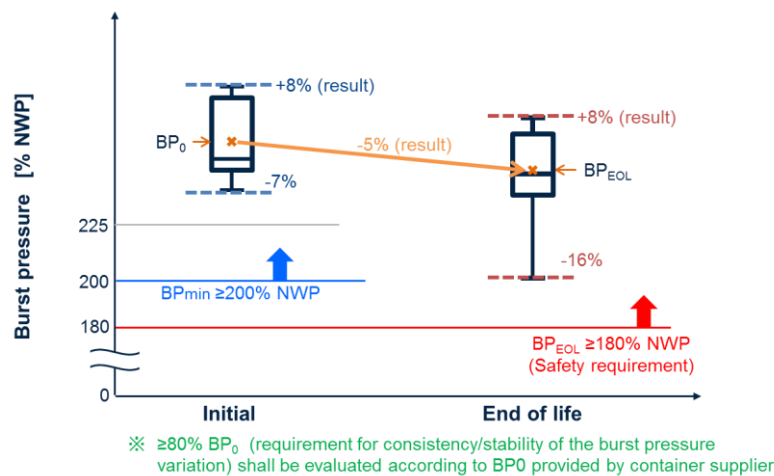 Burst pressure [% NWP]
+8% (result)
BP0
-5% (result)
-7%
+8% (result)
BPEOL
-16%
225
200
BPmin ≥200% NWP
180
BPEOL ≥180% NWP
(Safety requirement)
0
Initial
End of life
※ ≥80% BP0 (requirement for consistency/stability of the burst pressure
variation) shall be evaluated according to BP0 provided by container supplier